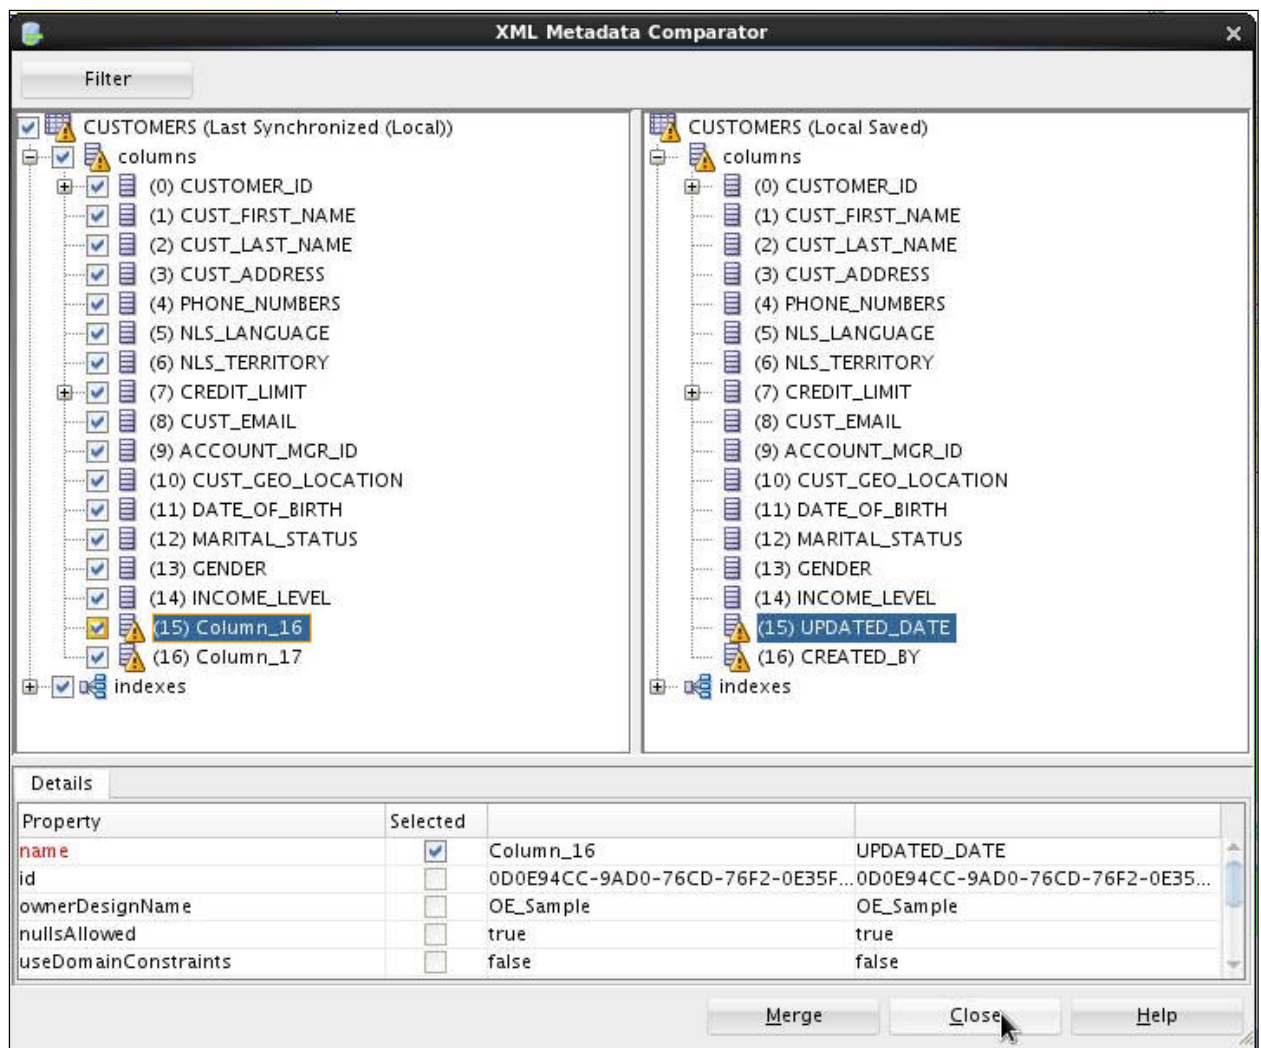 XML Metadata Comparator
Filter
CUSTOMERS (Last Synchronized (Local))
columns
(0) CUSTOMER_ID
(1) CUST_FIRST_NAME
(2) CUST_LAST_NAME
(3) CUST_ADDRESS
(4) PHONE_NUMBERS
(5) NLS_LANGUAGE
(6) NLS_TERRITORY
(7) CREDIT_LIMIT
(8) CUST_EMAIL
(9) ACCOUNT_MGR_ID
(10) CUST_GEO_LOCATION
(11) DATE_OF_BIRTH
(12) MARITAL_STATUS
(13) GENDER
(14) INCOME_LEVEL
(15) Column_16
(16) Column_17
indexes
CUSTOMERS (Local Saved)
columns
(0) CUSTOMER_ID
(1) CUST_FIRST_NAME
(2) CUST_LAST_NAME
(3) CUST_ADDRESS
(4) PHONE_NUMBERS
(5) NLS_LANGUAGE
(6) NLS_TERRITORY
(7) CREDIT_LIMIT
(8) CUST_EMAIL
(9) ACCOUNT_MGR_ID
(10) CUST_GEO_LOCATION
(11) DATE_OF_BIRTH
(12) MARITAL_STATUS
(13) GENDER
(14) INCOME_LEVEL
(15) UPDATED_DATE
(16) CREATED_BY
indexes
Details
Property Selected
name Column_16 UPDATED_DATE
id 0D0E94CC-9AD0-76CD-76F2-0E35F... 0D0E94CC-9AD0-76CD-76F2-0E35...
ownerDesignName OE_Sample OE_Sample
nullsAllowed true true
useDomainConstraints false false
Merge Close Help